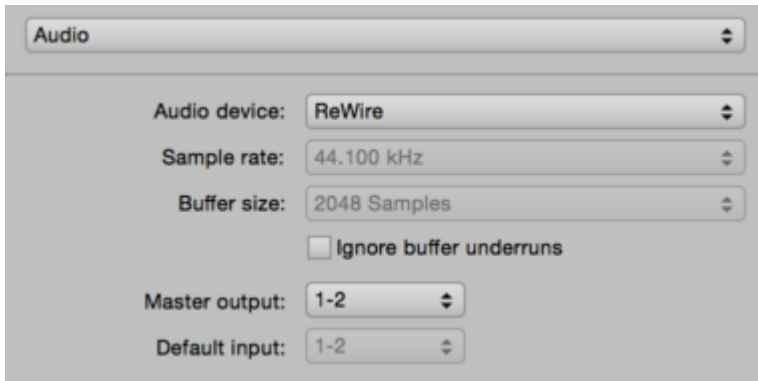 Audio
Audio device: ReWire
Sample rate: 44.100 kHz
Buffer size: 2048 Samples
Ignore buffer underruns
Master output: 1-2
Default input: 1-2